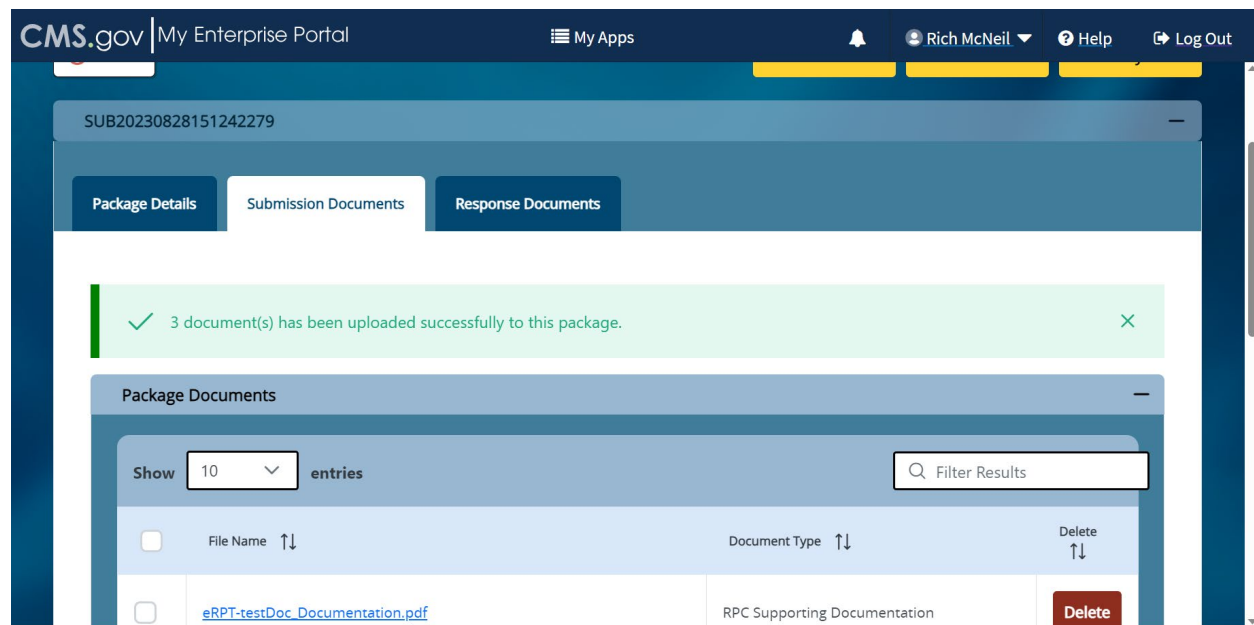 CMS.gov My Enterprise Portal My Apps Rich McNeil Help Log Out
SUB20230828151242279
Package Details Submission Documents Response Documents
3 document(s) has been uploaded successfully to this package.
Package Documents
Show 10 entries Filter Results
File Name Document Type Delete
eRPT-testDoc_Documentation.pdf RPC Supporting Documentation Delete